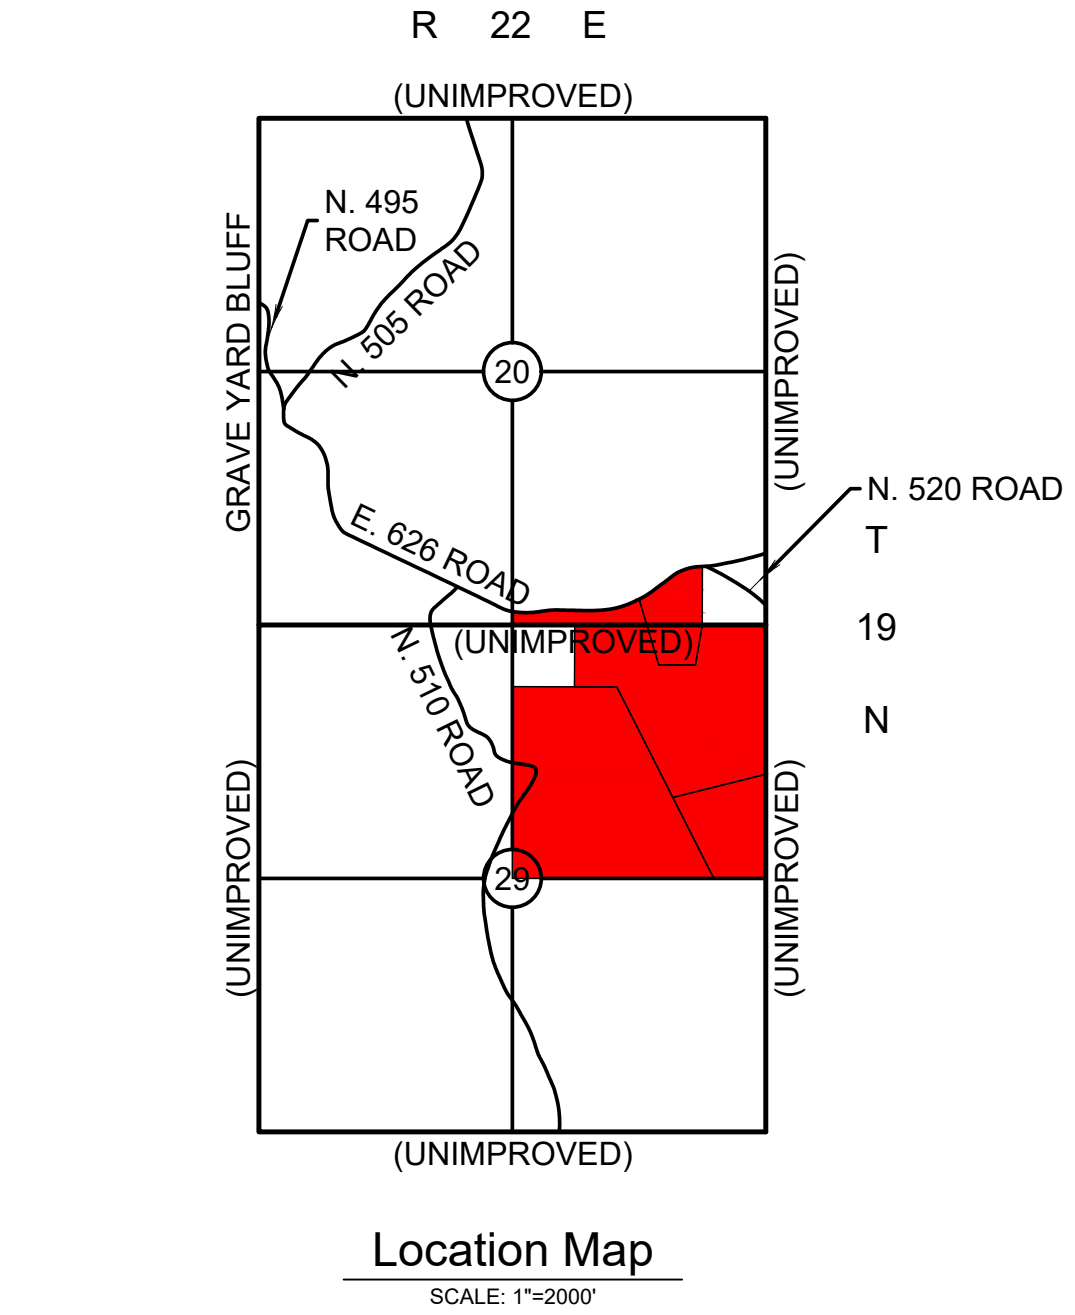 R 22 E
(UNIMPROVED)
N. 495
ROAD
N. 505 ROAD
GRAVE YARD BLUFF
(UNIMPROVED)
20
N. 520 ROAD
T
E. 626 ROAD
19
(UNIMPROVED)
N. 510 ROAD
N
(UNIMPROVED)
(UNIMPROVED)
29
(UNIMPROVED)
Location Map
SCALE: 1"=2000'